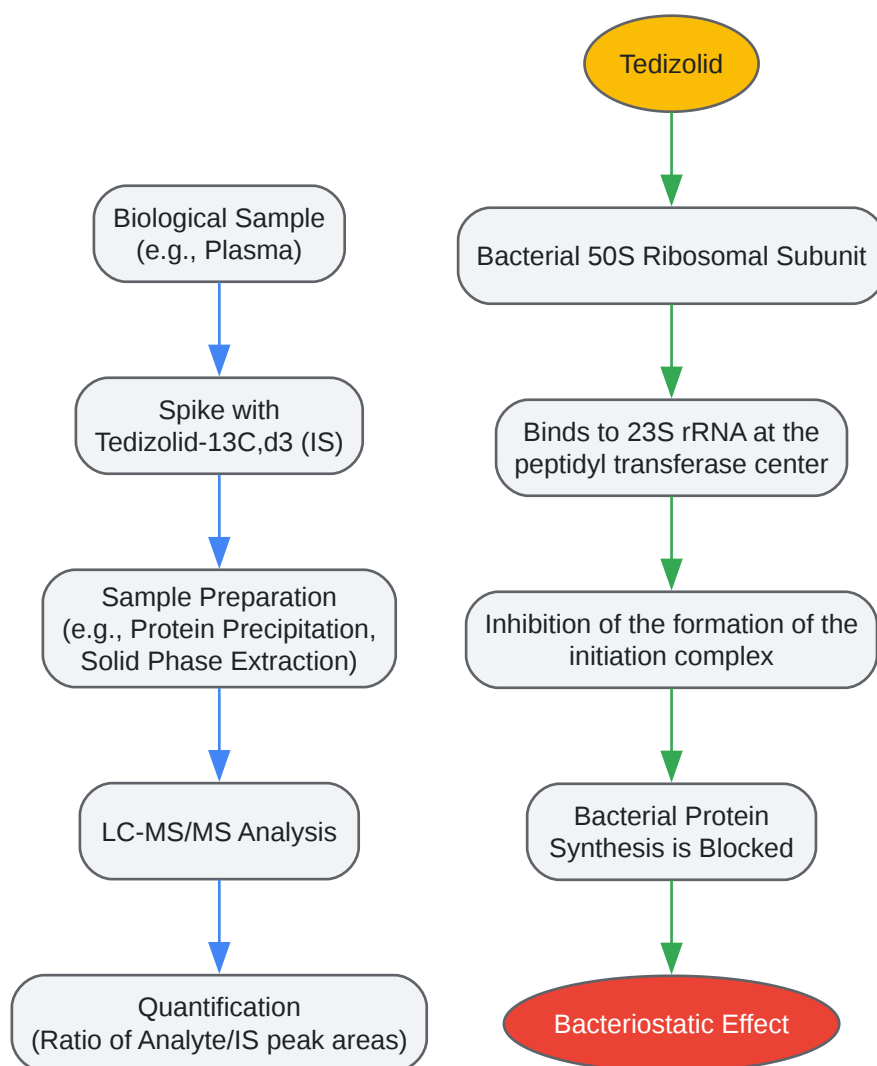 Biological Sample
(e.g., Plasma)
Spike with
Tedizolid-13C,d3 (IS)
Sample Preparation
(e.g., Protein Precipitation,
Solid Phase Extraction)
LC-MS/MS Analysis
Quantification
(Ratio of Analyte/IS peak areas)
Tedizolid
Bacterial 50S Ribosomal Subunit
Binds to 23S rRNA at the
peptidyl transferase center
Inhibition of the formation of the
initiation complex
Bacterial Protein
Synthesis is Blocked
Bacteriostatic Effect